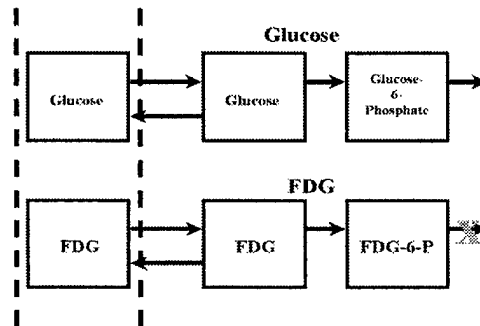 Glucose
Glucose
Glucose
Glucose-
6-
Phosphate
FDG
FDG
FDG
FDG-6-P
X